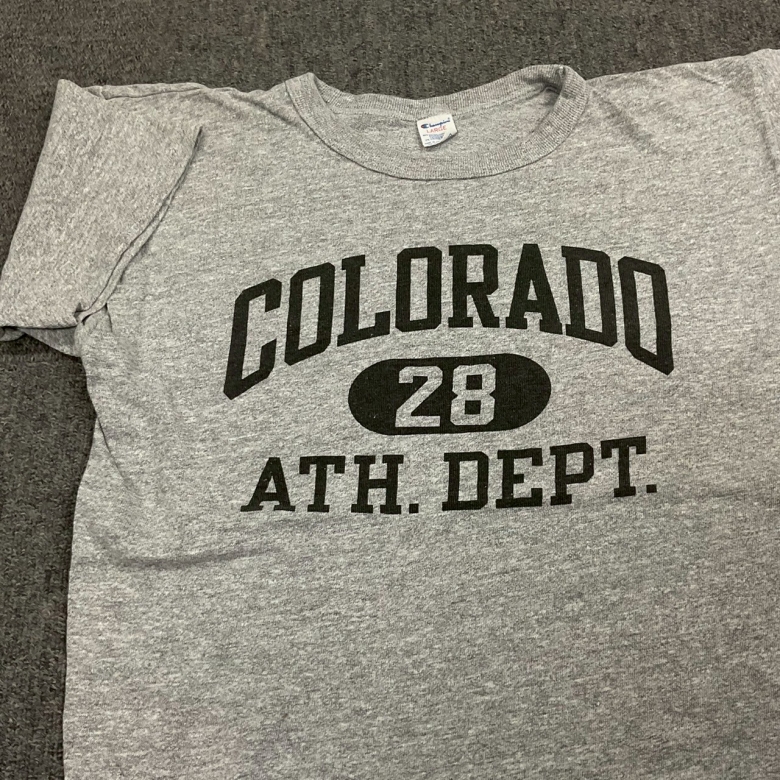 Champion
LARGE
COLORADO
28
ATH. DEPT.